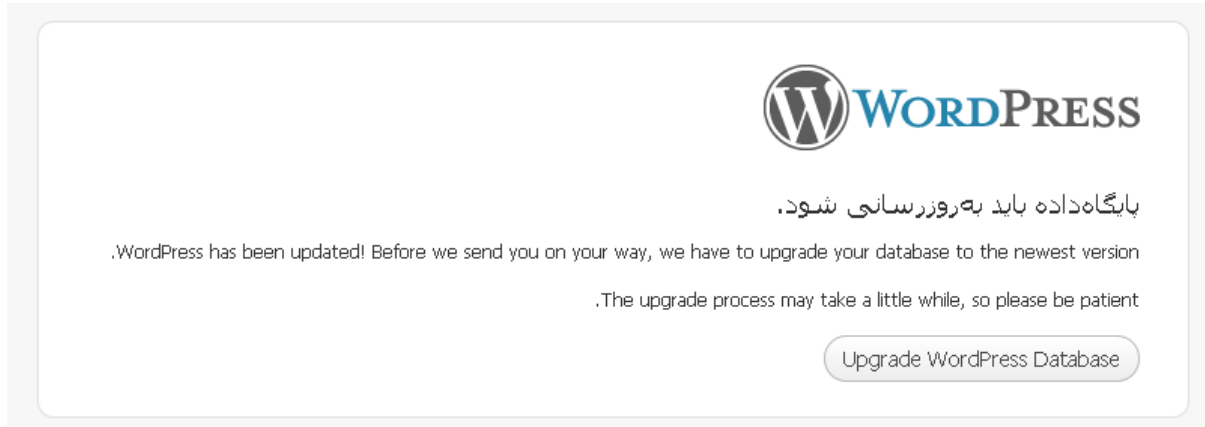 WORDPRESS
پایگاه‌داده باید به‌روزرسانی شود.
.WordPress has been updated! Before we send you on your way, we have to upgrade your database to the newest version
.The upgrade process may take a little while, so please be patient
Upgrade WordPress Database